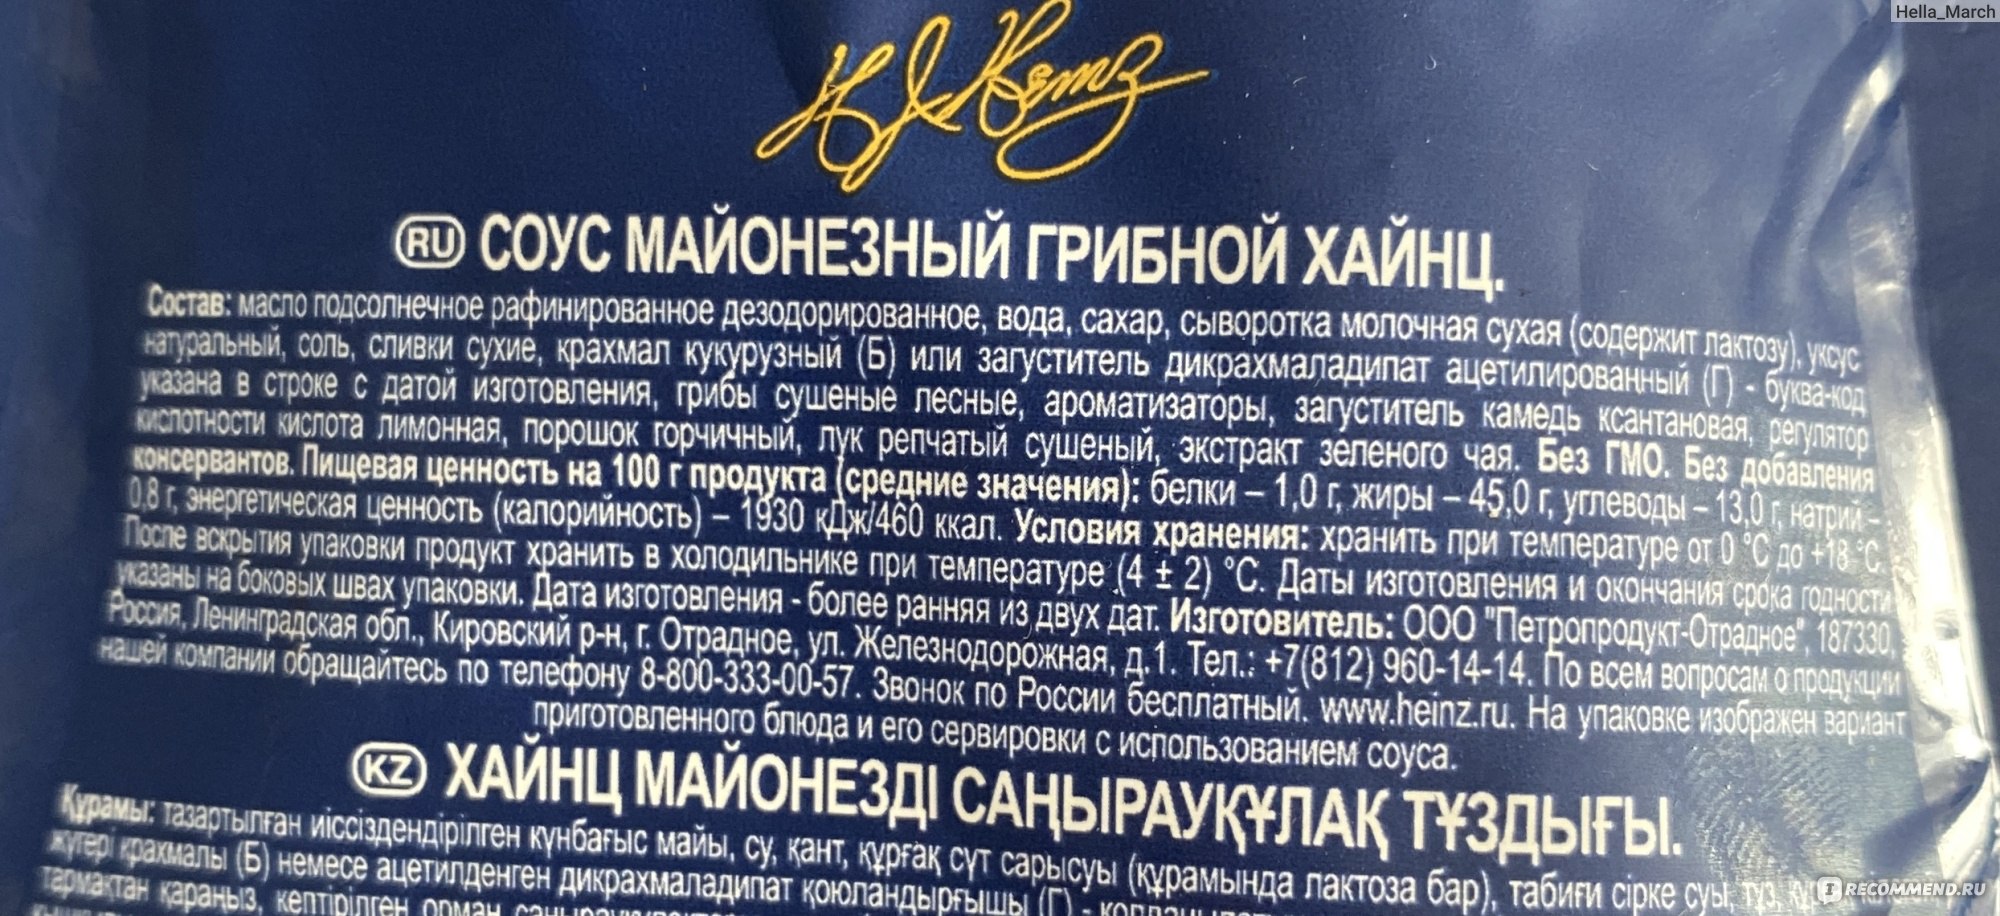 Hella_March
H J Heinz
RU СОУС МАЙОНЕЗНЫЙ ГРИБНОЙ ХАЙНЦ.
Состав: масло подсолнечное рафинированное дезодорированное, вода, сахар, сыворотка молочная сухая (содержит лактозу), уксус
натуральный, соль, сливки сухие, крахмал кукурузный (Б) или загуститель дикрахмаладипат ацетилированный (Г) - буква-код
указана в строке с датой изготовления, грибы сушеные лесные, ароматизаторы, загуститель камедь ксантановая, регулятор
кислотности кислота лимонная, порошок горчичный, лук репчатый сушеный, экстракт зеленого чая. Без ГМО. Без добавления
консервантов. Пищевая ценность на 100 г продукта (средние значения): белки – 1,0 г, жиры – 45,0 г, углеводы – 13,0 г, натрий –
0,8 г, энергетическая ценность (калорийность) – 1930 кДж/460 ккал. Условия хранения: хранить при температуре от 0 °С до +18 °С.
После вскрытия упаковки продукт хранить в холодильнике при температуре (4 ± 2) °С. Даты изготовления и окончания срока годности
указаны на боковых швах упаковки. Дата изготовления - более ранняя из двух дат. Изготовитель: ООО "Петропродукт-Отрадное", 187330,
Россия, Ленинградская обл., Кировский р-н, г. Отрадное, ул. Железнодорожная, д.1. Тел.: +7(812) 960-14-14. По всем вопросам о продукции
нашей компании обращайтесь по телефону 8-800-333-00-57. Звонок по России бесплатный. www.heinz.ru. На упаковке изображен вариант
приготовленного блюда и его сервировки с использованием соуса.
KZ ХАЙНЦ МАЙОНЕЗДІ САҢЫРАУҚҰЛАҚ ТҰЗДЫҒЫ.
Құрамы: тазартылған иіссіздендірілген күнбағыс майы, су, қант, құрғақ сүт сарысуы (құрамында лактоза бар), табиғи сірке суы, тұз,
жүгері крахмалы (Б) немесе ацетилденген дикрахмаладипат қоюландырғышы (Г) -
тармақтан қараңыз, кептірілген орман
RECOMMEND.RU